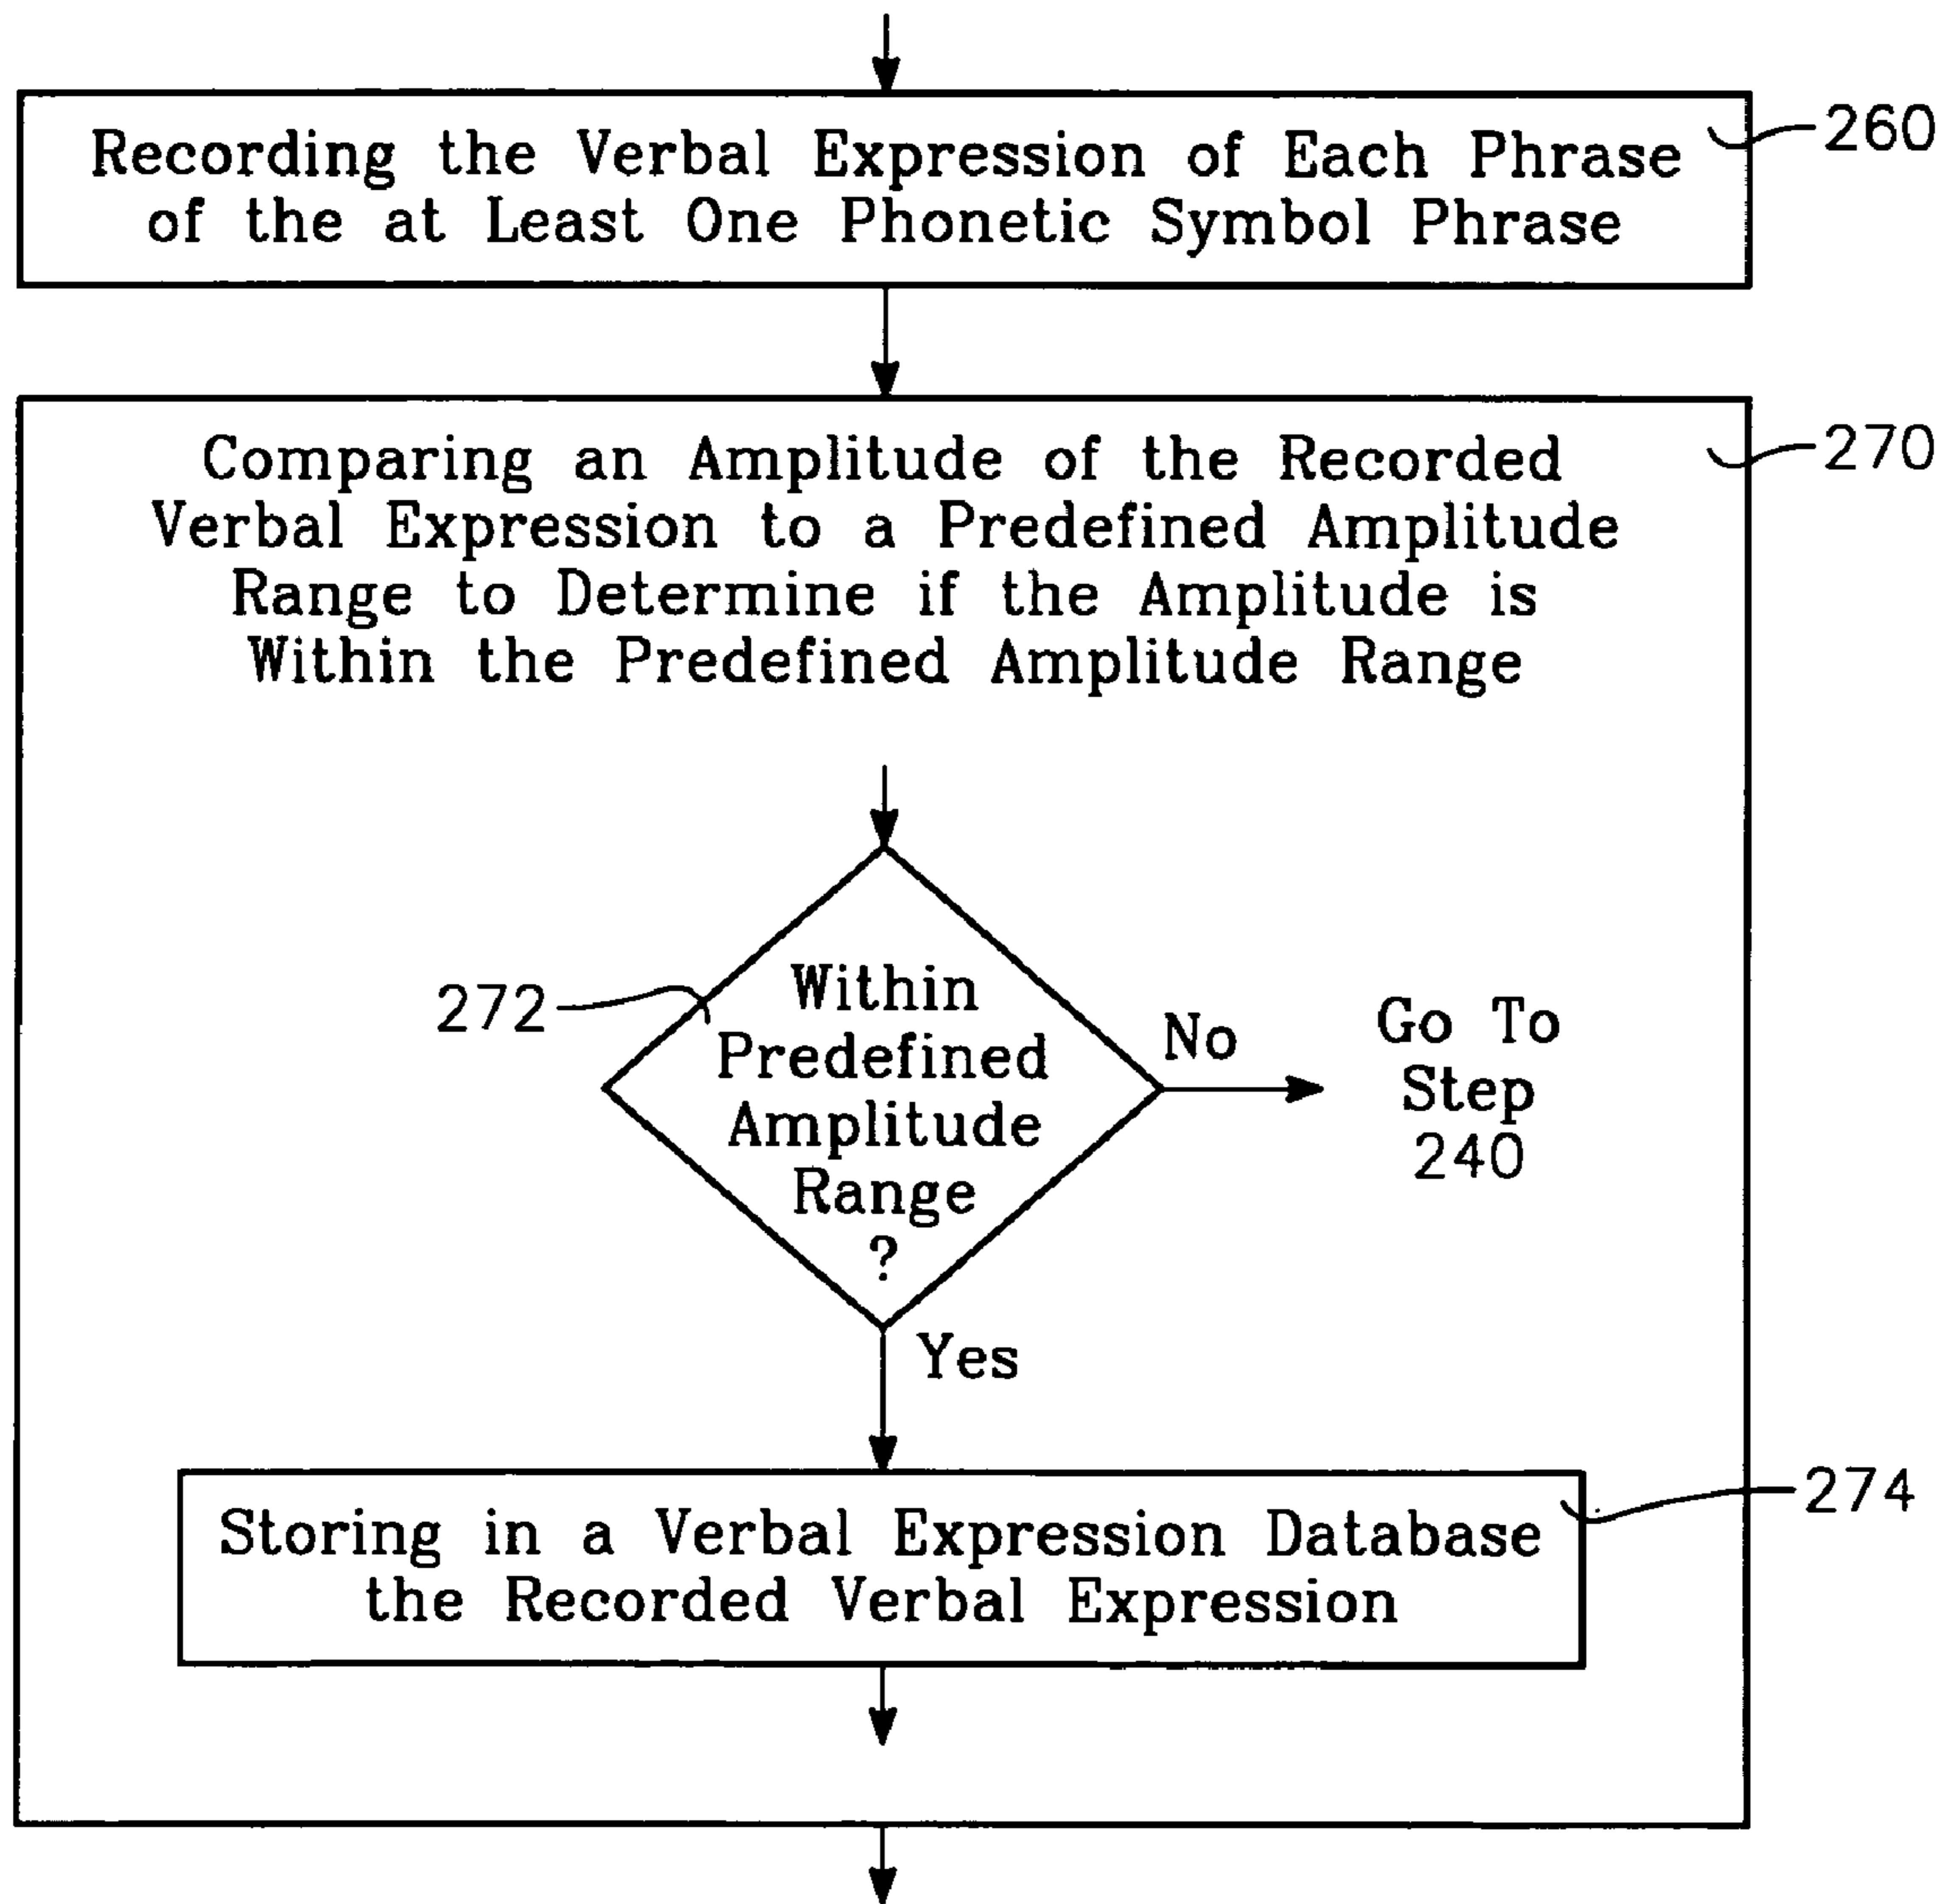 Recording the Verbal Expression of Each Phrase
of the at Least One Phonetic Symbol Phrase
260
Comparing an Amplitude of the Recorded
Verbal Expression to a Predefined Amplitude
Range to Determine if the Amplitude is
Within the Predefined Amplitude Range
270
272
Within
Predefined
Amplitude
Range
?
No
Go To
Step
240
Yes
Storing in a Verbal Expression Database
the Recorded Verbal Expression
274